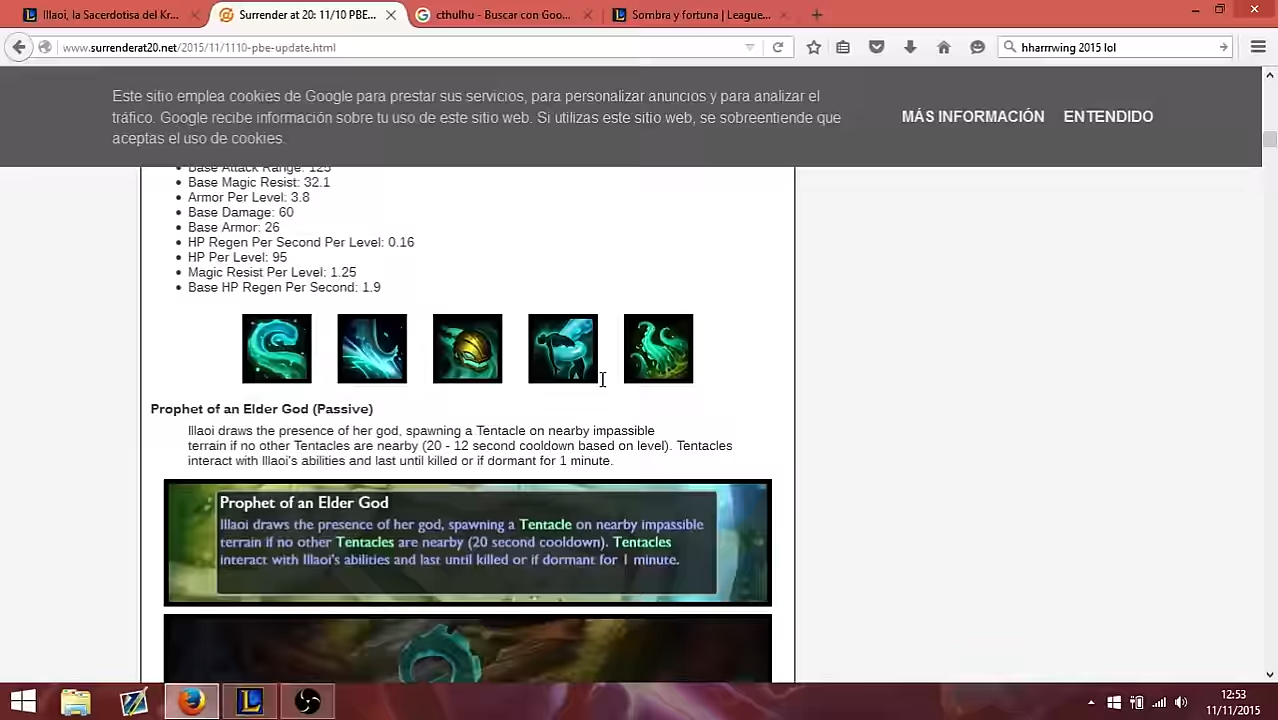 Illaoi, la Sacerdotisa del Kr...
Surrender at 20: 11/10 PBE...
cthulhu - Buscar con Goo...
Sombra y fortuna | League...
www.surrenderat20.net/2015/11/1110-pbe-update.html
hharrrwing 2015 lol
Este sitio emplea cookies de Google para prestar sus servicios, para personalizar anuncios y para analizar el
tráfico. Google recibe información sobre tu uso de este sitio web. Si utilizas este sitio web, se sobreentiende que
aceptas el uso de cookies.
MÁS INFORMACIÓN
ENTENDIDO
Base Attack Range: 125
Base Magic Resist: 32.1
Armor Per Level: 3.8
Base Damage: 60
Base Armor: 26
HP Regen Per Second Per Level: 0.16
HP Per Level: 95
Magic Resist Per Level: 1.25
Base HP Regen Per Second: 1.9
Prophet of an Elder God (Passive)
Illaoi draws the presence of her god, spawning a Tentacle on nearby impassible
terrain if no other Tentacles are nearby (20 - 12 second cooldown based on level). Tentacles
interact with Illaoi's abilities and last until killed or if dormant for 1 minute.
Prophet of an Elder God
Illaoi draws the presence of her god, spawning a Tentacle on nearby impassible
terrain if no other Tentacles are nearby (20 second cooldown). Tentacles
interact with Illaoi's abilities and last until killed or if dormant for 1 minute.
12:53
11/11/2015